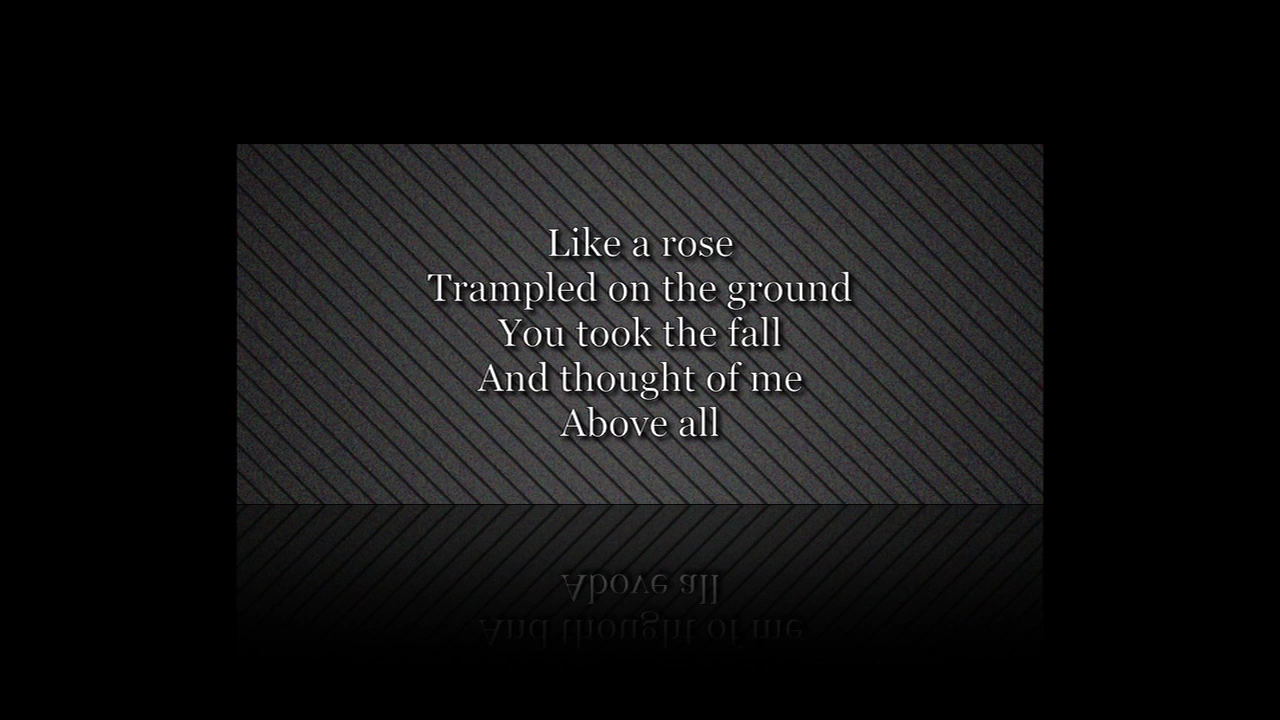 Like a rose
Trampled on the ground
You took the fall
And thought of me
Above all